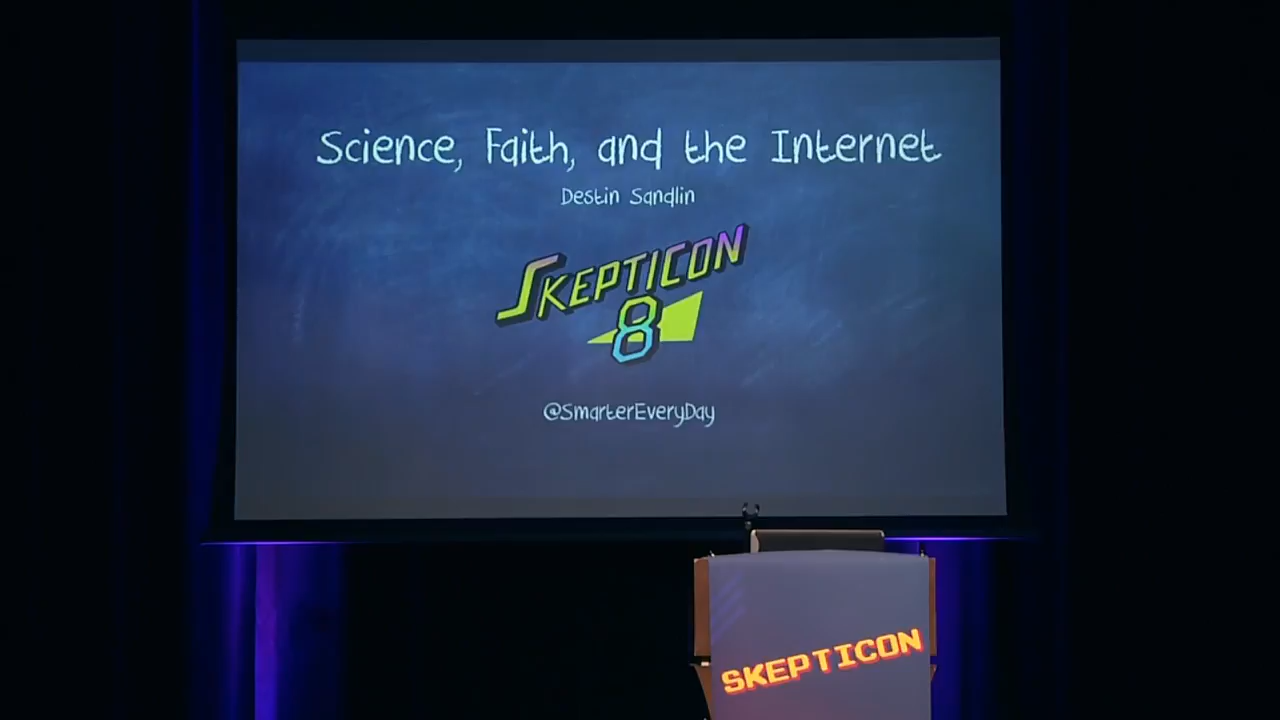 Science, Faith, and the Internet
Destin Sandlin
SKEPTICON
8
@SmarterEveryDay
SKEPTICON